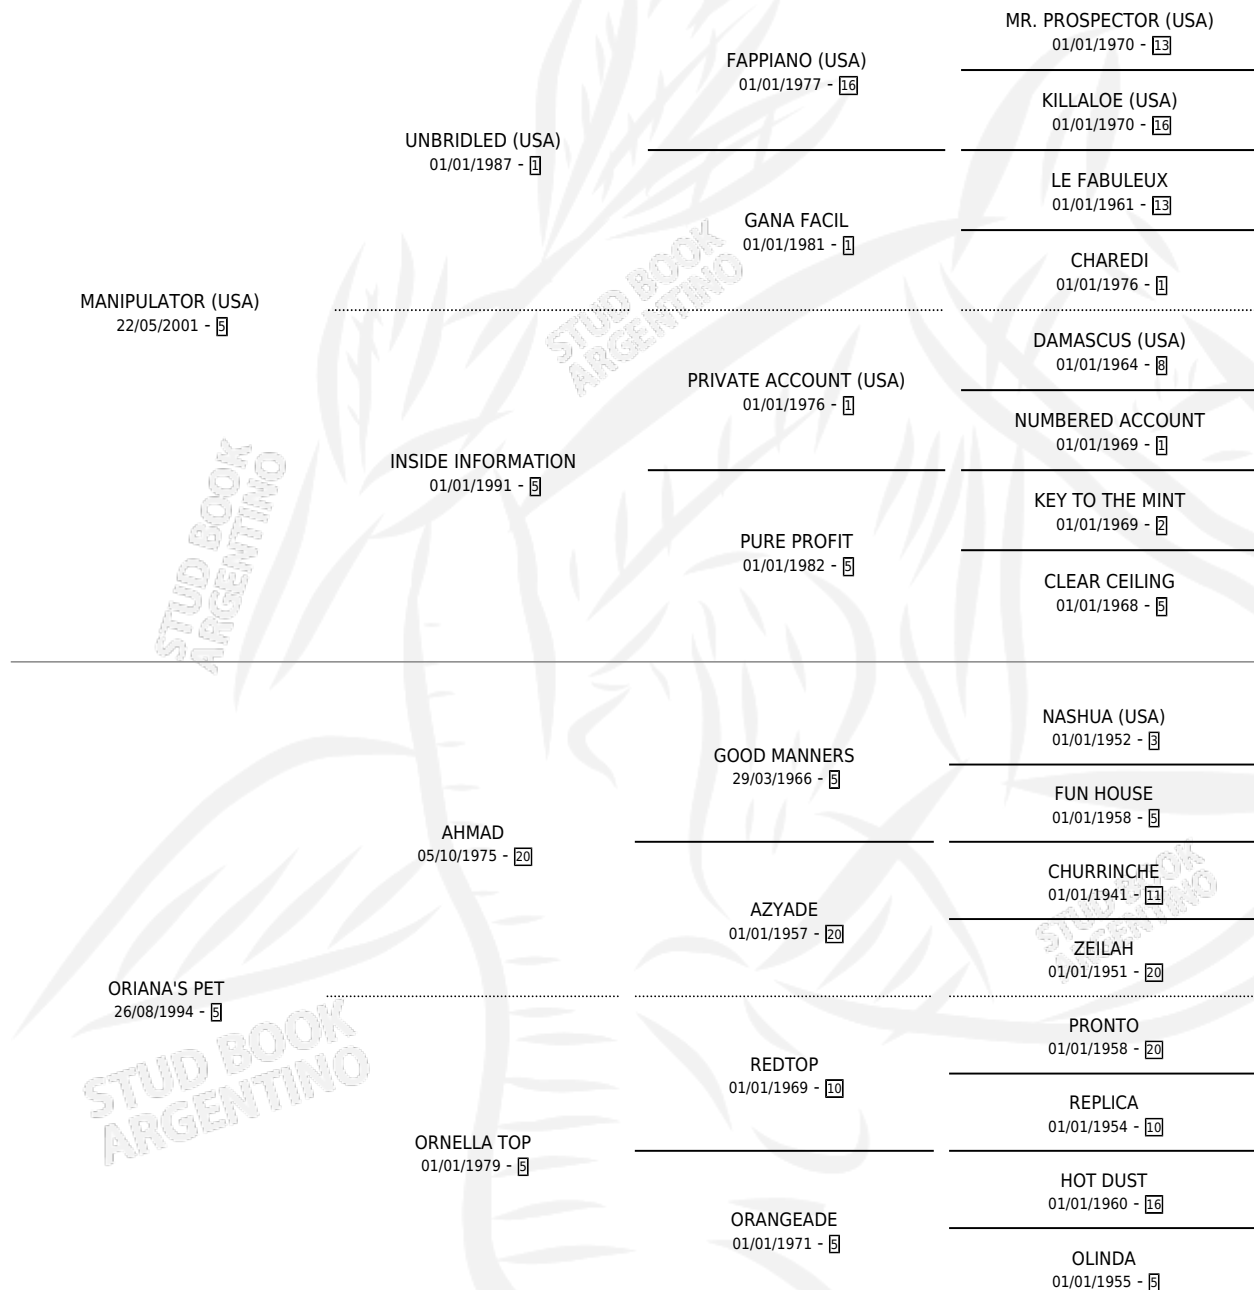 MR. PROSPECTOR (USA)
01/01/1970 - 13
FAPPIANO (USA)
01/01/1977 - 16
KILLALOE (USA)
01/01/1970 - 16
UNBRIDLED (USA)
01/01/1987 - 1
LE FABULEUX
01/01/1961 - 13
GANA FACIL
01/01/1981 - 1
CHAREDI
01/01/1976 - 1
MANIPULATOR (USA)
22/05/2001 - 5
DAMASCUS (USA)
01/01/1964 - 8
PRIVATE ACCOUNT (USA)
01/01/1976 - 1
NUMBERED ACCOUNT
01/01/1969 - 1
INSIDE INFORMATION
01/01/1991 - 5
KEY TO THE MINT
01/01/1969 - 2
PURE PROFIT
01/01/1982 - 5
CLEAR CEILING
01/01/1968 - 5
NASHUA (USA)
01/01/1952 - 3
GOOD MANNERS
29/03/1966 - 5
FUN HOUSE
01/01/1958 - 5
AHMAD
05/10/1975 - 20
CHURRINCHE
01/01/1941 - 11
AZYADE
01/01/1957 - 20
ZEILAH
01/01/1951 - 20
ORIANA'S PET
26/08/1994 - 5
PRONTO
01/01/1958 - 20
REDTOP
01/01/1969 - 10
REPLICA
01/01/1954 - 10
ORNELLA TOP
01/01/1979 - 5
HOT DUST
01/01/1960 - 16
ORANGEADE
01/01/1971 - 5
OLINDA
01/01/1955 - 5
STUD BOOK
ARGENTINO
STUD BOOK
ARGENTINO
STUD BOOK
ARGENTINO
STUD BOOK
ARGENTINO